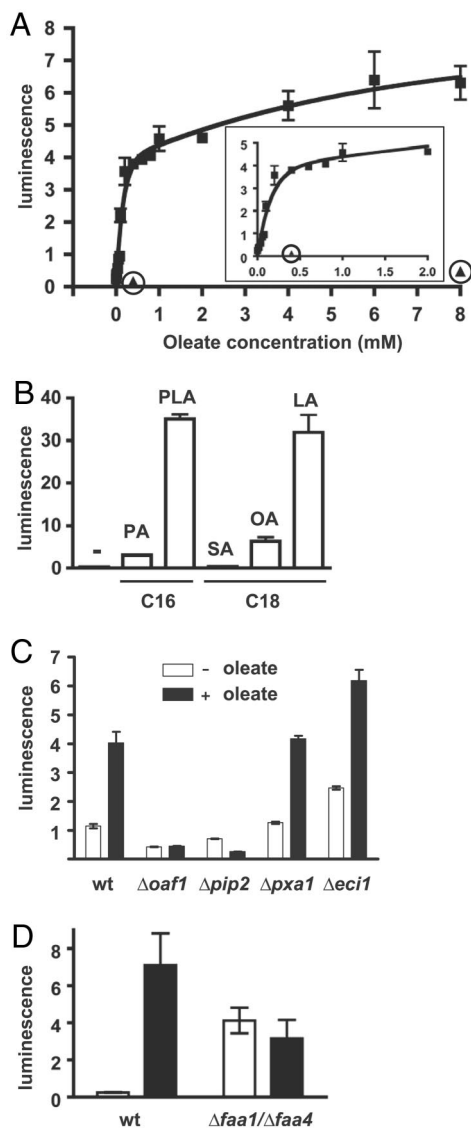 A
8
7
6
5
4
3
2
1
0
luminescence
5
4
3
2
1
0
0.0 0.5 1.0 1.5 2.0
0 1 2 3 4 5 6 7 8
Oleate concentration (mM)
B
40
30
20
10
0
luminescence
- PA PLA SA OA LA
C16 C18
C
7
6
5
4
3
2
1
luminescence
- oleate
+ oleate
wt Δoaf1 Δpip2 Δpxa1 Δeci1
D
8
6
4
2
0
luminescence
wt Δfaa1/Δfaa4